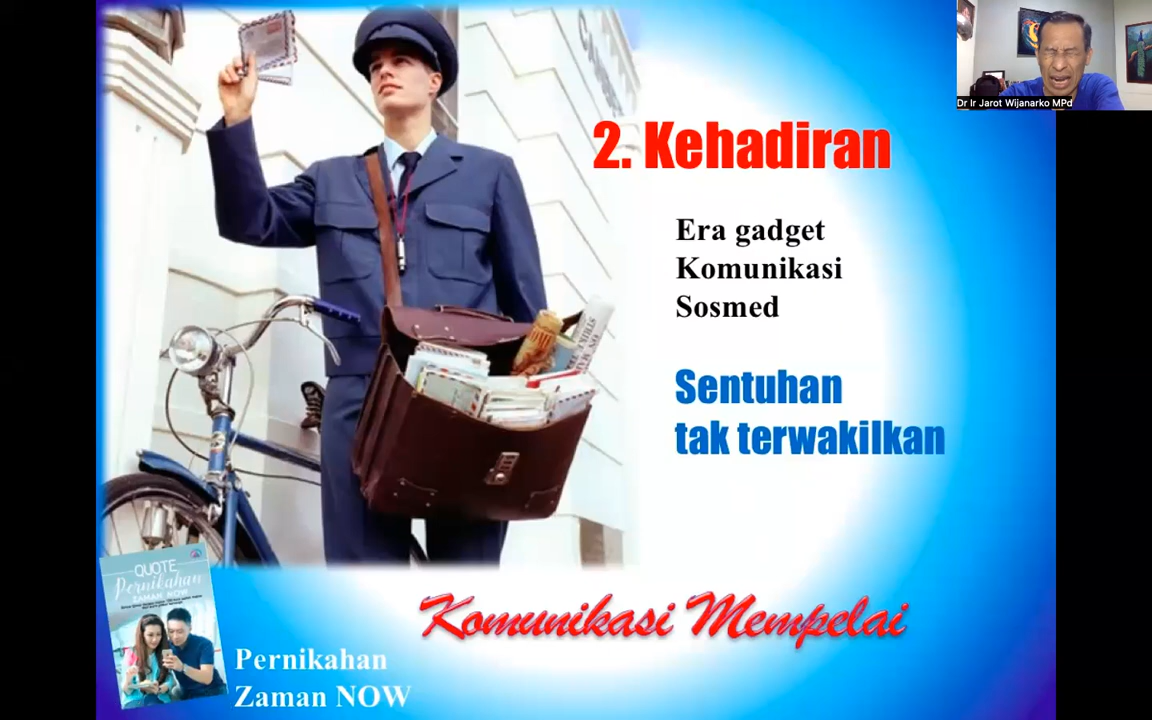 Dr Ir Jarot Wijanarko MPd
2. Kehadiran
Era gadget
Komunikasi
Sosmed
Sentuhan
tak terwakilkan
QUOTE
Pernikahan
ZAMAN NOW
Komunikasi Mempelai
Pernikahan
Zaman NOW